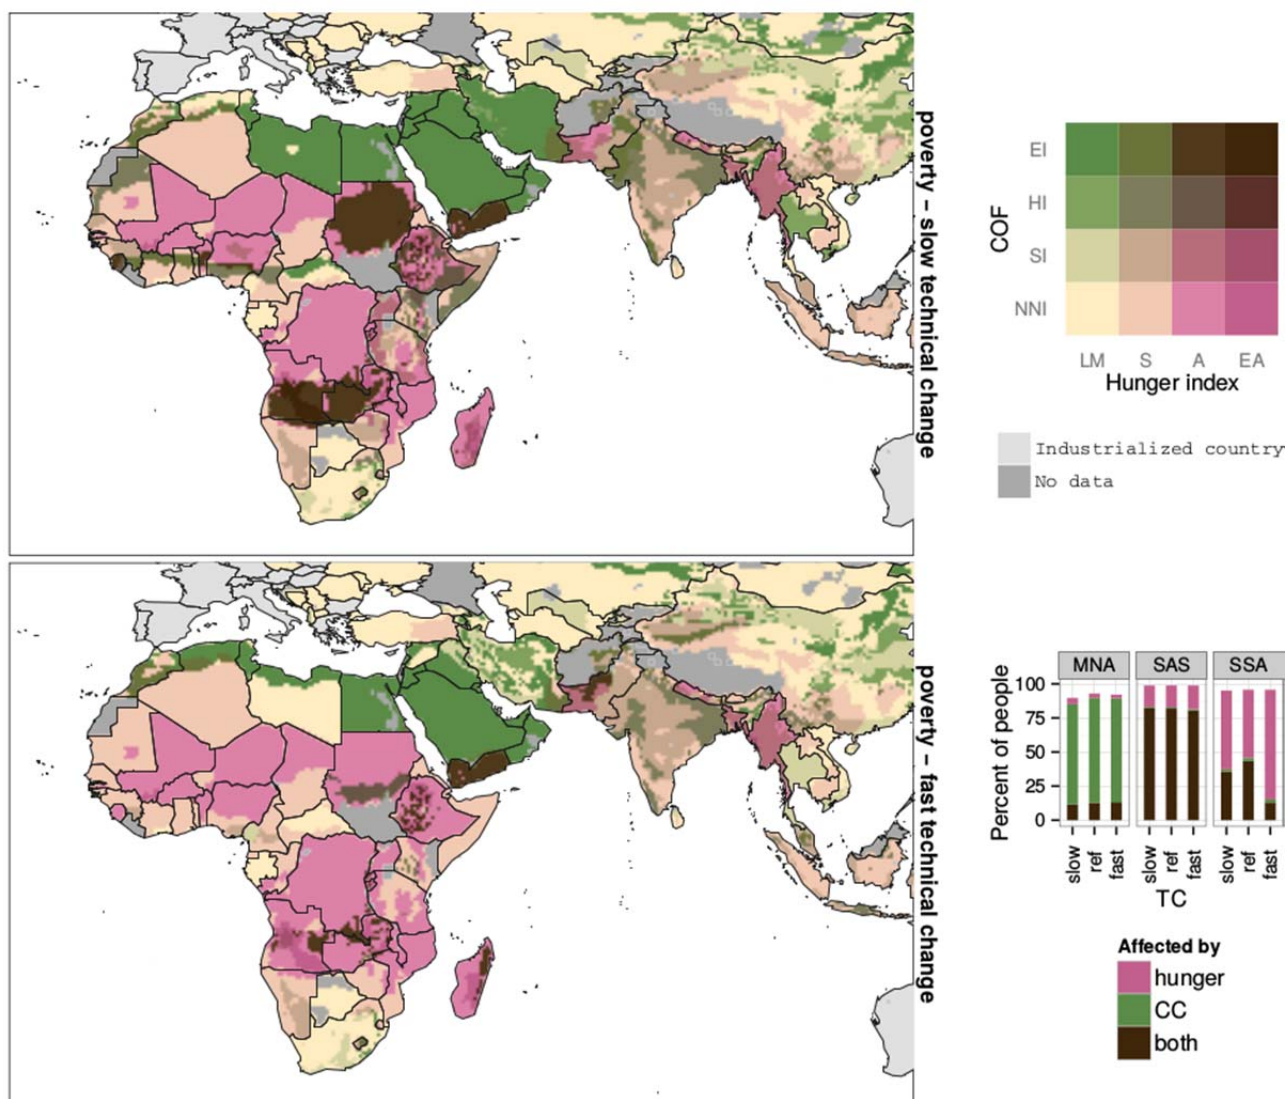 poverty – slow technical change
COF
EI
HI
SI
NNI
LM S A EA
Hunger index
Industrialized country
No data
poverty – fast technical change
MNA SAS SSA
Percent of people
100
75
50
25
0
slow ref fast slow ref fast slow ref fast
TC
Affected by
hunger
CC
both